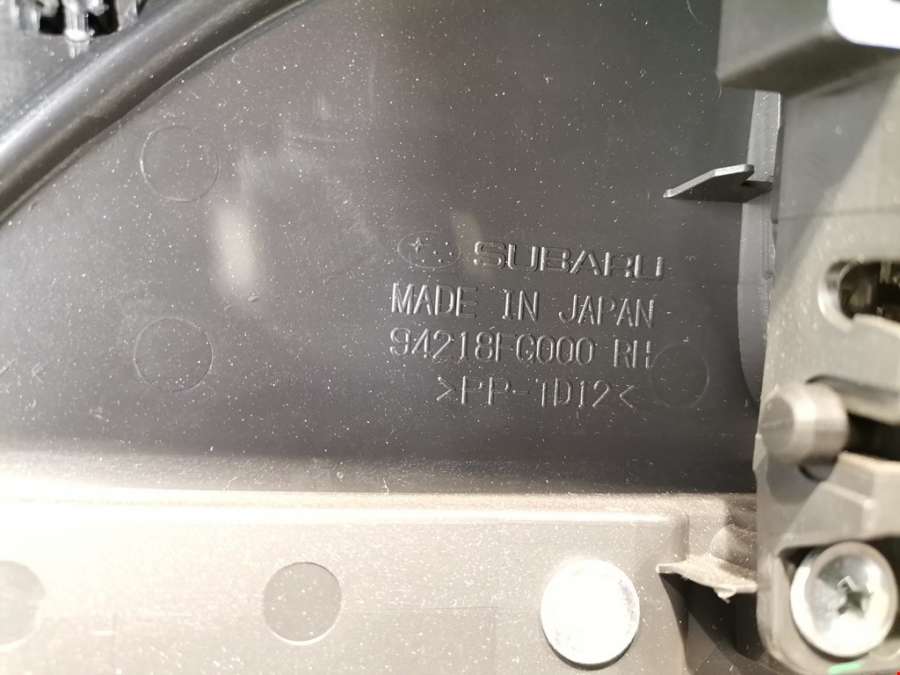 SUBARU
MADE IN JAPAN
94218FG000 RH
>PP-TD12<